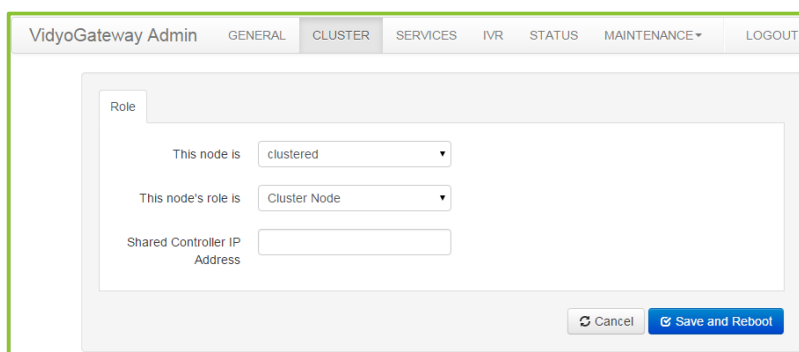 VidyoGateway Admin GENERAL CLUSTER SERVICES IVR STATUS MAINTENANCE LOGOUT
Role
This node is clustered
This node's role is Cluster Node
Shared Controller IP
Address
Cancel Save and Reboot